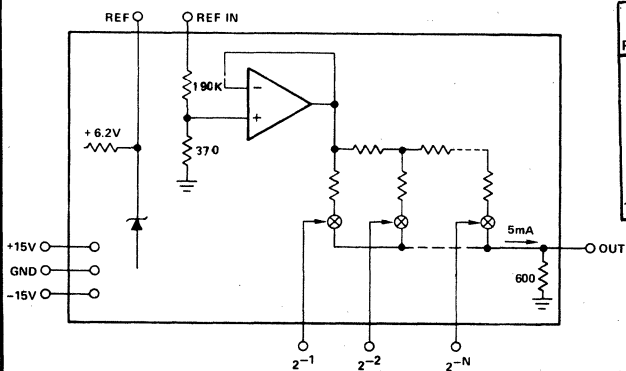 REF
REF IN
190K
+6.2V
370
+15V
GND
-15V
5mA
OUT
600
2-1
2-2
2-N